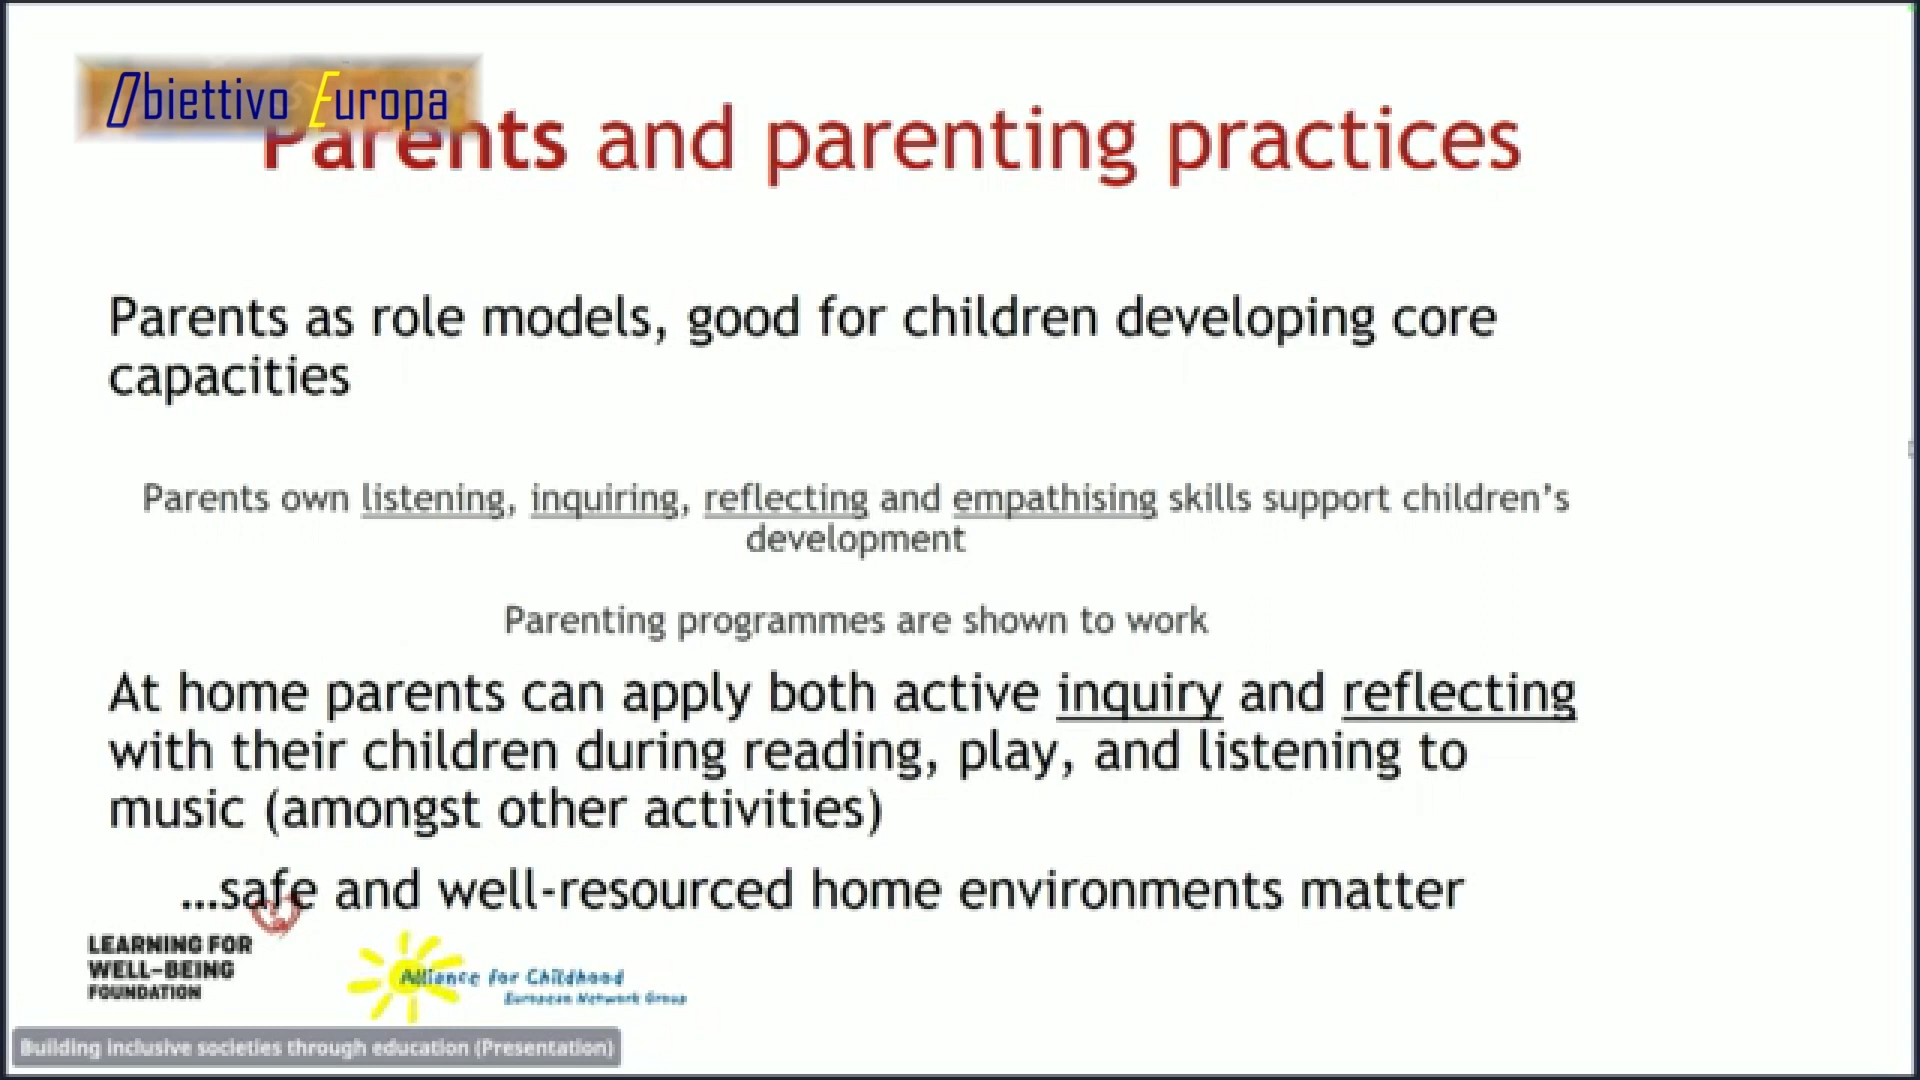 Obiettivo Europa
Parents and parenting practices
Parents as role models, good for children developing core
capacities
Parents own listening, inquiring, reflecting and empathising skills support children's
development
Parenting programmes are shown to work
At home parents can apply both active inquiry and reflecting
with their children during reading, play, and listening to
music (amongst other activities)
...safe and well-resourced home environments matter
LEARNING FOR
WELL-BEING
FOUNDATION
Alliance for Childhood
European Network Group
Building inclusive societies through education (Presentation)